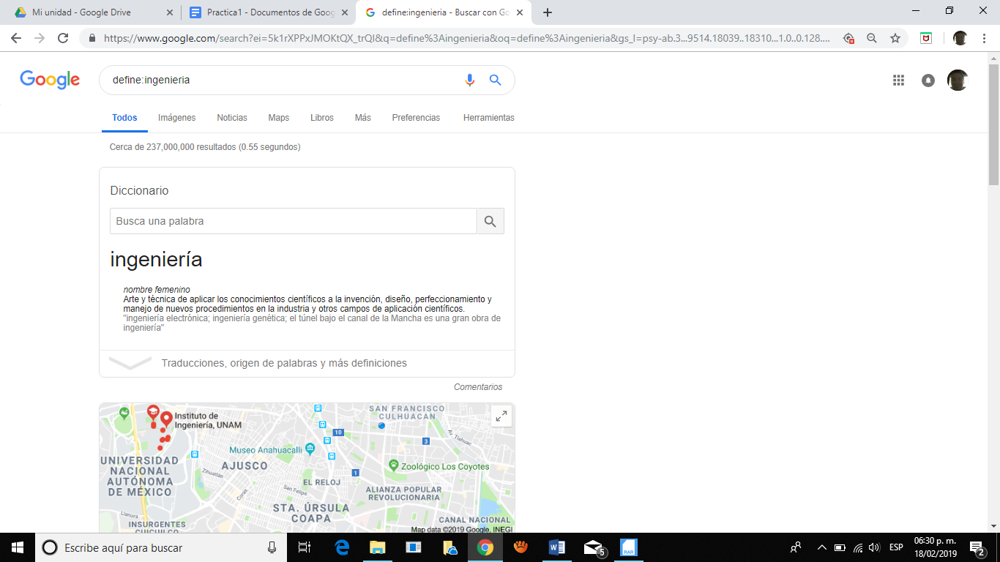 Mi unidad - Google Drive
Practica1 - Documentos de Goog
define:ingenieria - Buscar con Go
https://www.google.com/search?ei=5k1rXPPxJMOKtQX_trQI&q=define%3Aingenieria&oq=define%3Aingenieria&gs_l=psy-ab.3...9514.18039..18310...1.0..0.128....
Google
define:ingenieria
Todos Imágenes Noticias Maps Libros Más Preferencias Herramientas
Cerca de 237,000,000 resultados (0.55 segundos)
Diccionario
Busca una palabra
ingeniería
nombre femenino
Arte y técnica de aplicar los conocimientos científicos a la invención, diseño, perfeccionamiento y
manejo de nuevos procedimientos en la industria y otros campos de aplicación científicos.
"ingeniería electrónica; ingeniería genética; el túnel bajo el canal de la Mancha es una gran obra de
ingeniería"
Traducciones, origen de palabras y más definiciones
Comentarios
SAN FRANCISCO
CULHUACAN
Instituto de
Ingeniería, UNAM
10
3
Av. Tlahuac
Museo Anahuacalli
UNIVERSIDAD
NACIONAL
AUTÓNOMA
DE MÉXICO
AJUSCO
Zihuatlán
Coras
San Felipe
1
Zoológico Los Coyotes
EL RELOJ
ALIANZA POPULAR
REVOLUCIONARIA
STA. ÚRSULA
COAPA
Llanura
INSURGENTES
CUICUILCO
CANAL NACIONAL
Map data ©2019 Google, INEGI
Escribe aquí para buscar
5
RAR
ESP
06:30 p. m.
18/02/2019
2